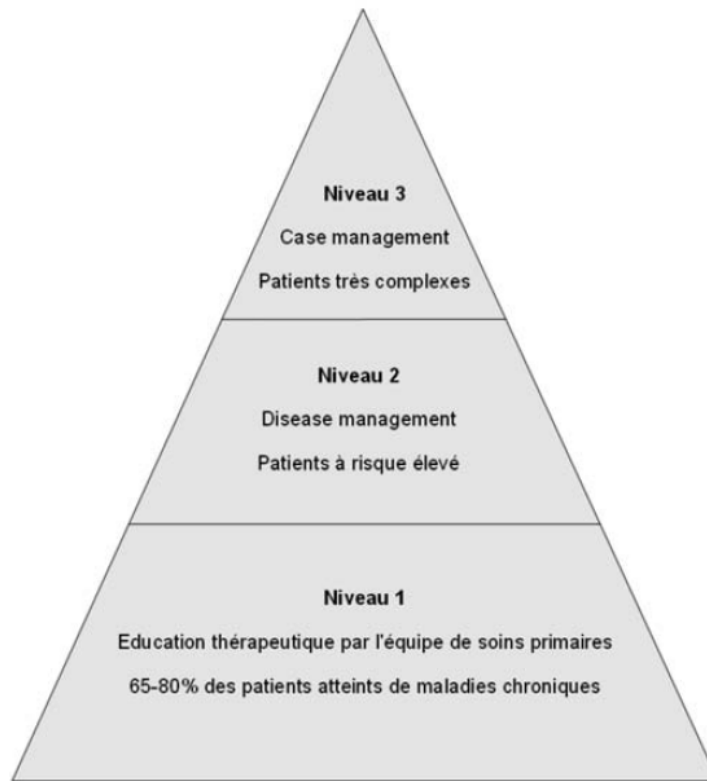 Niveau 3
Case management
Patients très complexes
Niveau 2
Disease management
Patients à risque élevé
Niveau 1
Education thérapeutique par l'équipe de soins primaires
65-80% des patients atteints de maladies chroniques